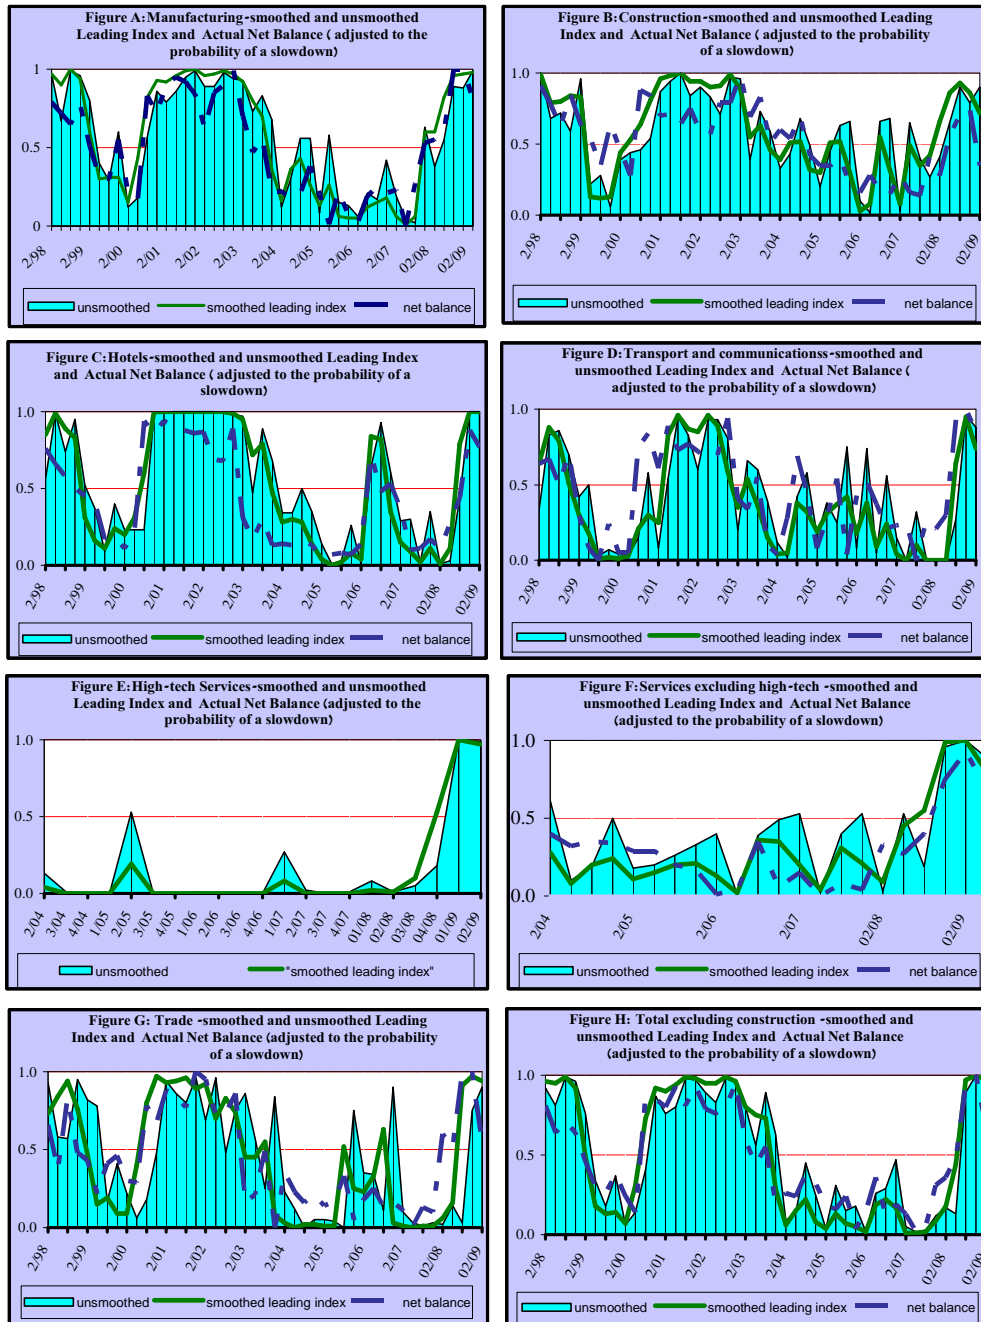 Figure A:Manufacturing-smoothed and unsmoothed
Leading Index and Actual Net Balance ( adjusted to the
probability of a slowdown)
1
0.5
0
2/98
2/99
2/00
2/01
2/02
2/03
2/04
2/05
2/06
2/07
02/08
02/09
unsmoothed
smoothed leading index
net balance
Figure B:Construction-smoothed and unsmoothed Leading
Index and Actual Net Balance ( adjusted to the probability
of a slowdown)
1.0
0.5
0.0
2/98
2/99
2/00
2/01
2/02
2/03
2/04
2/05
2/06
2/07
02/08
02/09
unsmoothed
smoothed leading index
net balance
Figure C:Hotels-smoothed and unsmoothed Leading Index
and Actual Net Balance ( adjusted to the probability of a
slowdown)
1.0
0.5
0.0
2/98
2/99
2/00
2/01
2/02
2/03
2/04
2/05
2/06
2/07
02/08
02/09
unsmoothed
smoothed leading index
net balance
Figure D:Transport and communicationss-smoothed and
unsmoothed Leading Index and Actual Net Balance (
adjusted to the probability of a slowdown)
1.0
0.5
0.0
2/98
2/99
2/00
2/01
2/02
2/03
2/04
2/05
2/06
2/07
02/08
02/09
unsmoothed
smoothed leading index
net balance
Figure E:High-tech Services-smoothed and unsmoothed
Leading Index and Actual Net Balance (adjusted to the
probability of a slowdown)
1.0
0.5
0.0
2/04
3/04
4/04
1/05
2/05
3/05
4/05
1/06
2/06
3/06
4/06
1/07
2/07
3/07
4/07
01/08
02/08
03/08
04/08
01/09
02/09
unsmoothed
"smoothed leading index"
Figure F:Services excluding high-tech -smoothed and
unsmoothed Leading Index and Actual Net Balance
(adjusted to the probability of a slowdown)
1.0
0.5
0.0
2/04
2/05
2/06
2/07
02/08
02/09
unsmoothed
smoothed leading index
net balance
Figure G: Trade -smoothed and unsmoothed Leading
Index and Actual Net Balance (adjusted to the probability
of a slowdown)
1.0
0.5
0.0
2/98
2/99
2/00
2/01
2/02
2/03
2/04
2/05
2/06
2/07
02/08
02/09
unsmoothed
smoothed leading index
net balance
Figure H: Total excluding construction -smoothed and
unsmoothed Leading Index and Actual Net Balance
(adjusted to the probability of a slowdown)
1.0
0.5
0.0
2/98
2/99
2/00
2/01
2/02
2/03
2/04
2/05
2/06
2/07
02/08
02/09
unsmoothed
smoothed leading index
net balance